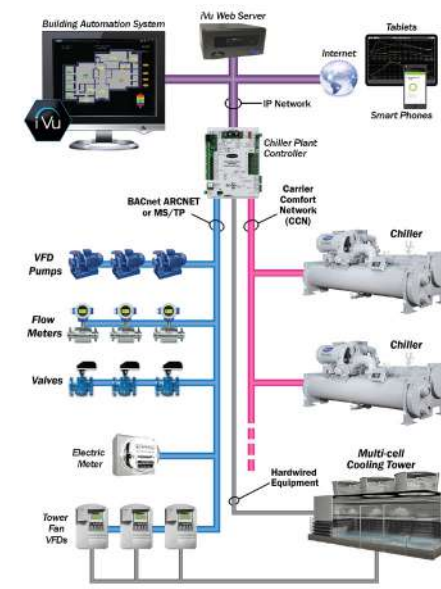 Building Automation System
iVu Web Server
Tablets
Internet
Smart Phones
iVu
IP Network
Chiller Plant
Controller
BACnet ARCNET
or MS/TP
Carrier
Comfort
Network
(CCN)
VFD
Pumps
Chiller
Flow
Meters
Valves
Chiller
Electric
Meter
Multi-cell
Cooling Tower
Hardwired
Equipment
Tower
Fan
VFDs